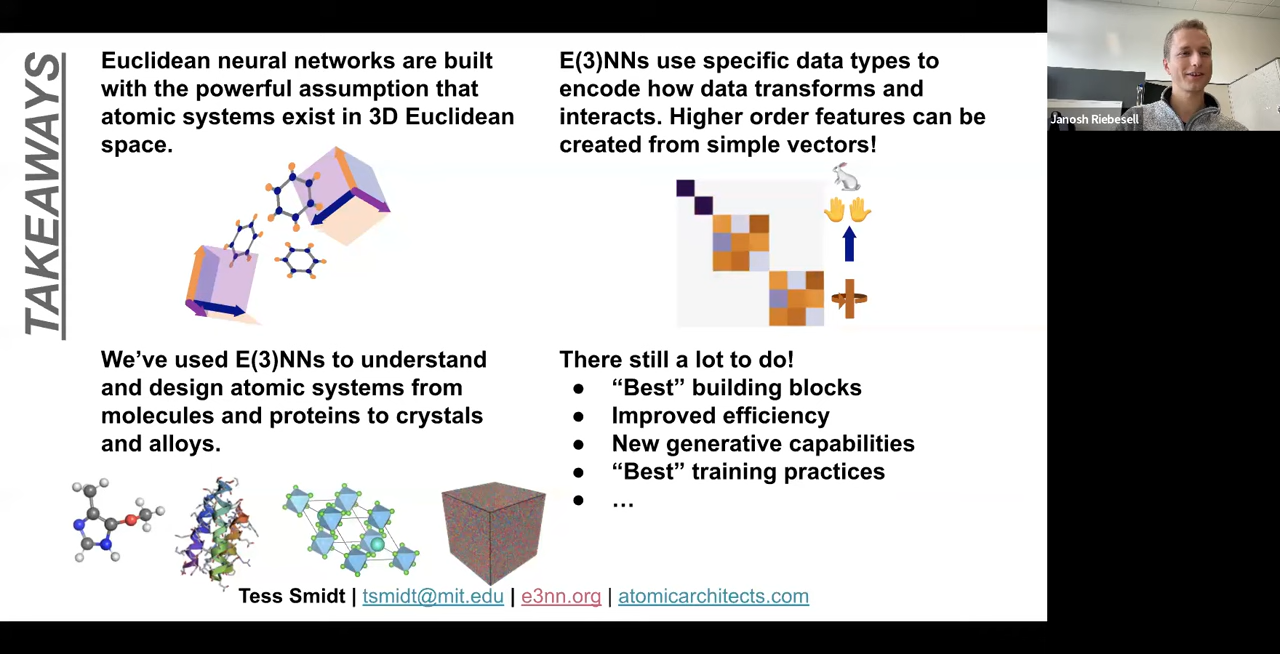 TAKEAWAYS
Euclidean neural networks are built
with the powerful assumption that
atomic systems exist in 3D Euclidean
space.
E(3)NNs use specific data types to
encode how data transforms and
interacts. Higher order features can be
created from simple vectors!
We’ve used E(3)NNs to understand
and design atomic systems from
molecules and proteins to crystals
and alloys.
There still a lot to do!
● “Best” building blocks
● Improved efficiency
● New generative capabilities
● “Best” training practices
● …
Tess Smidt | tsmidt@mit.edu | e3nn.org | atomicarchitects.com
Janosh Riebesell